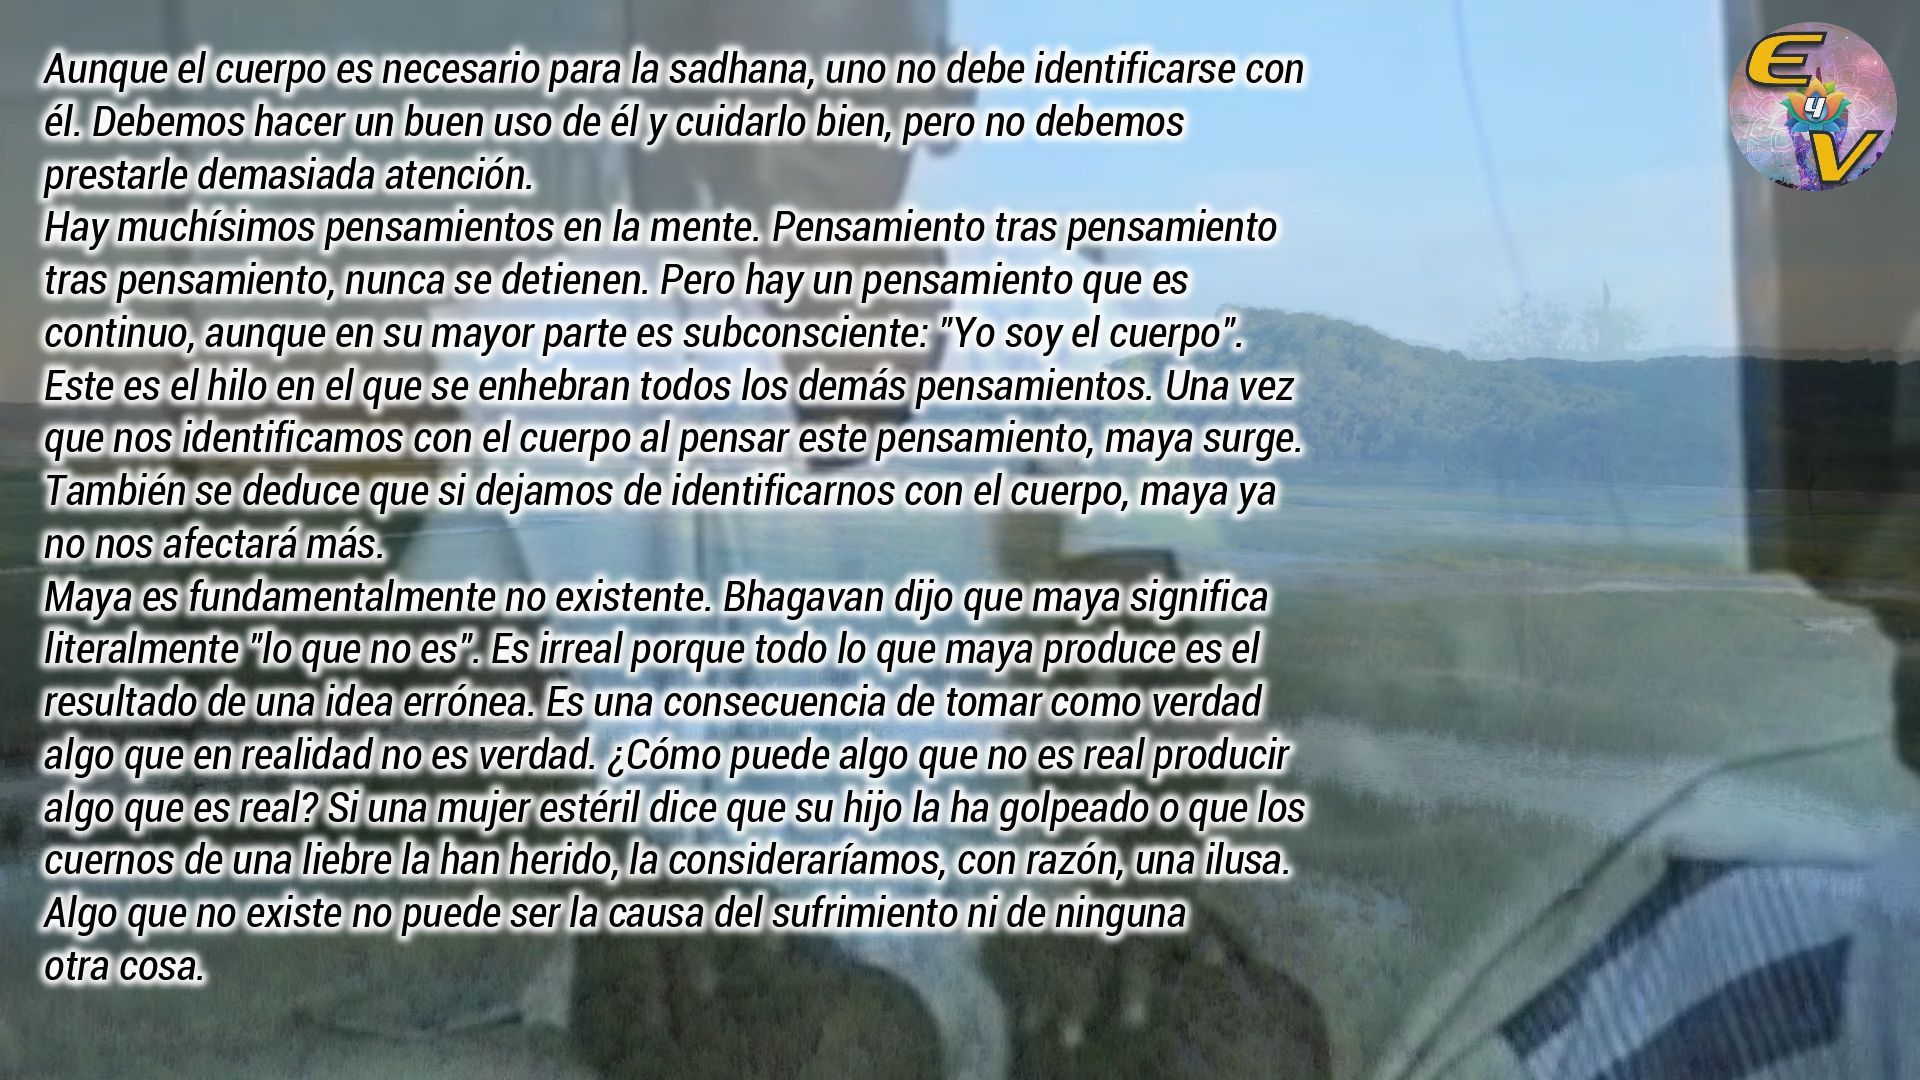 Aunque el cuerpo es necesario para la sadhana, uno no debe identificarse con
él. Debemos hacer un buen uso de él y cuidarlo bien, pero no debemos
prestarle demasiada atención.
Hay muchísimos pensamientos en la mente. Pensamiento tras pensamiento
tras pensamiento, nunca se detienen. Pero hay un pensamiento que es
continuo, aunque en su mayor parte es subconsciente: "Yo soy el cuerpo".
Este es el hilo en el que se enhebran todos los demás pensamientos. Una vez
que nos identificamos con el cuerpo al pensar este pensamiento, maya surge.
También se deduce que si dejamos de identificarnos con el cuerpo, maya ya
no nos afectará más.
Maya es fundamentalmente no existente. Bhagavan dijo que maya significa
literalmente "lo que no es". Es irreal porque todo lo que maya produce es el
resultado de una idea errónea. Es una consecuencia de tomar como verdad
algo que en realidad no es verdad. ¿Cómo puede algo que no es real producir
algo que es real? Si una mujer estéril dice que su hijo la ha golpeado o que los
cuernos de una liebre la han herido, la consideraríamos, con razón, una ilusa.
Algo que no existe no puede ser la causa del sufrimiento ni de ninguna
otra cosa.
E
y
V